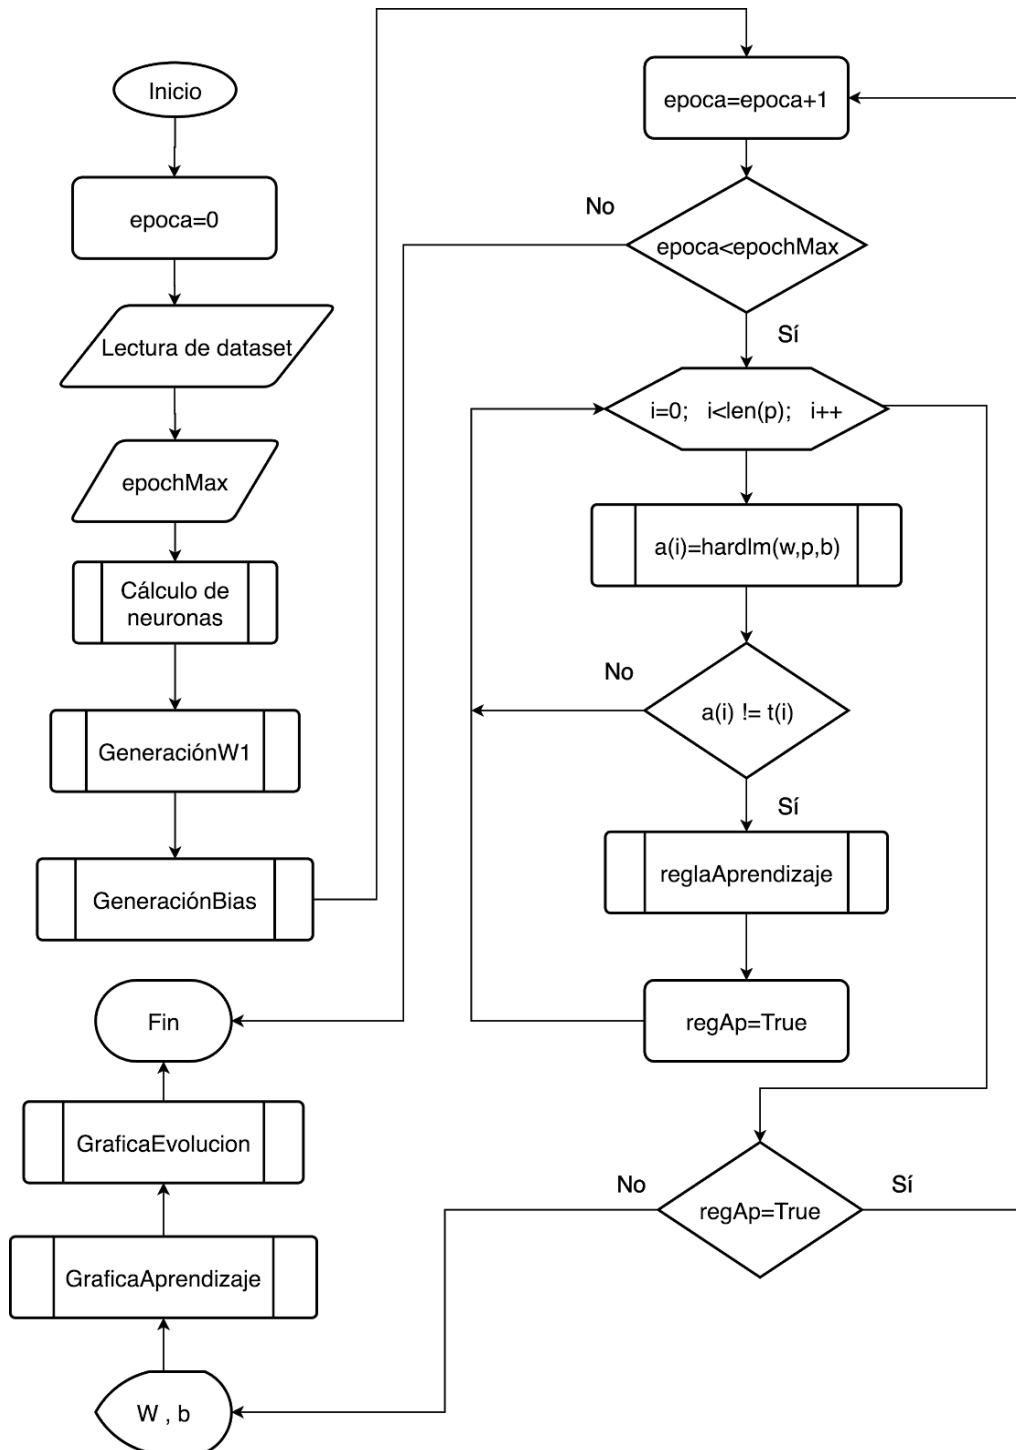 Inicio
epoca=0
Lectura de dataset
epochMax
Cálculo de
neuronas
GeneraciónW1
GeneraciónBias
epoca=epoca+1
No
epoca<epochMax
Sí
i=0; i<len(p); i++
a(i)=hardlm(w,p,b)
No
a(i) != t(i)
Sí
reglaAprendizaje
regAp=True
No
regAp=True
Sí
W , b
GraficaAprendizaje
GraficaEvolucion
Fin